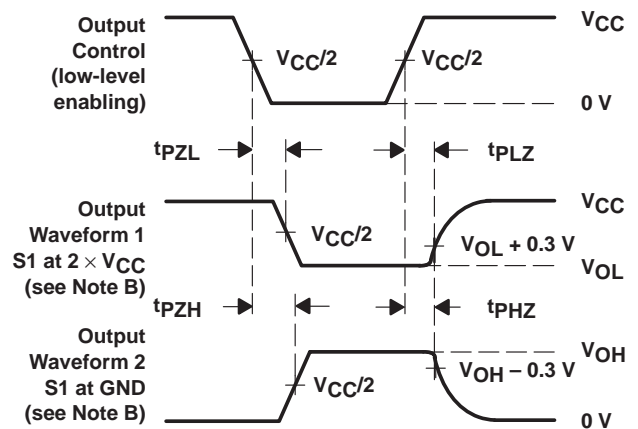 Output
Control
(low-level
enabling)
VCC
VCC/2
VCC/2
0 V
tPZL
tPLZ
Output
Waveform 1
S1 at 2 × VCC
(see Note B)
VCC
VCC/2
VOL + 0.3 V
VOL
tPZH
tPHZ
Output
Waveform 2
S1 at GND
(see Note B)
VOH
VOH – 0.3 V
VCC/2
0 V